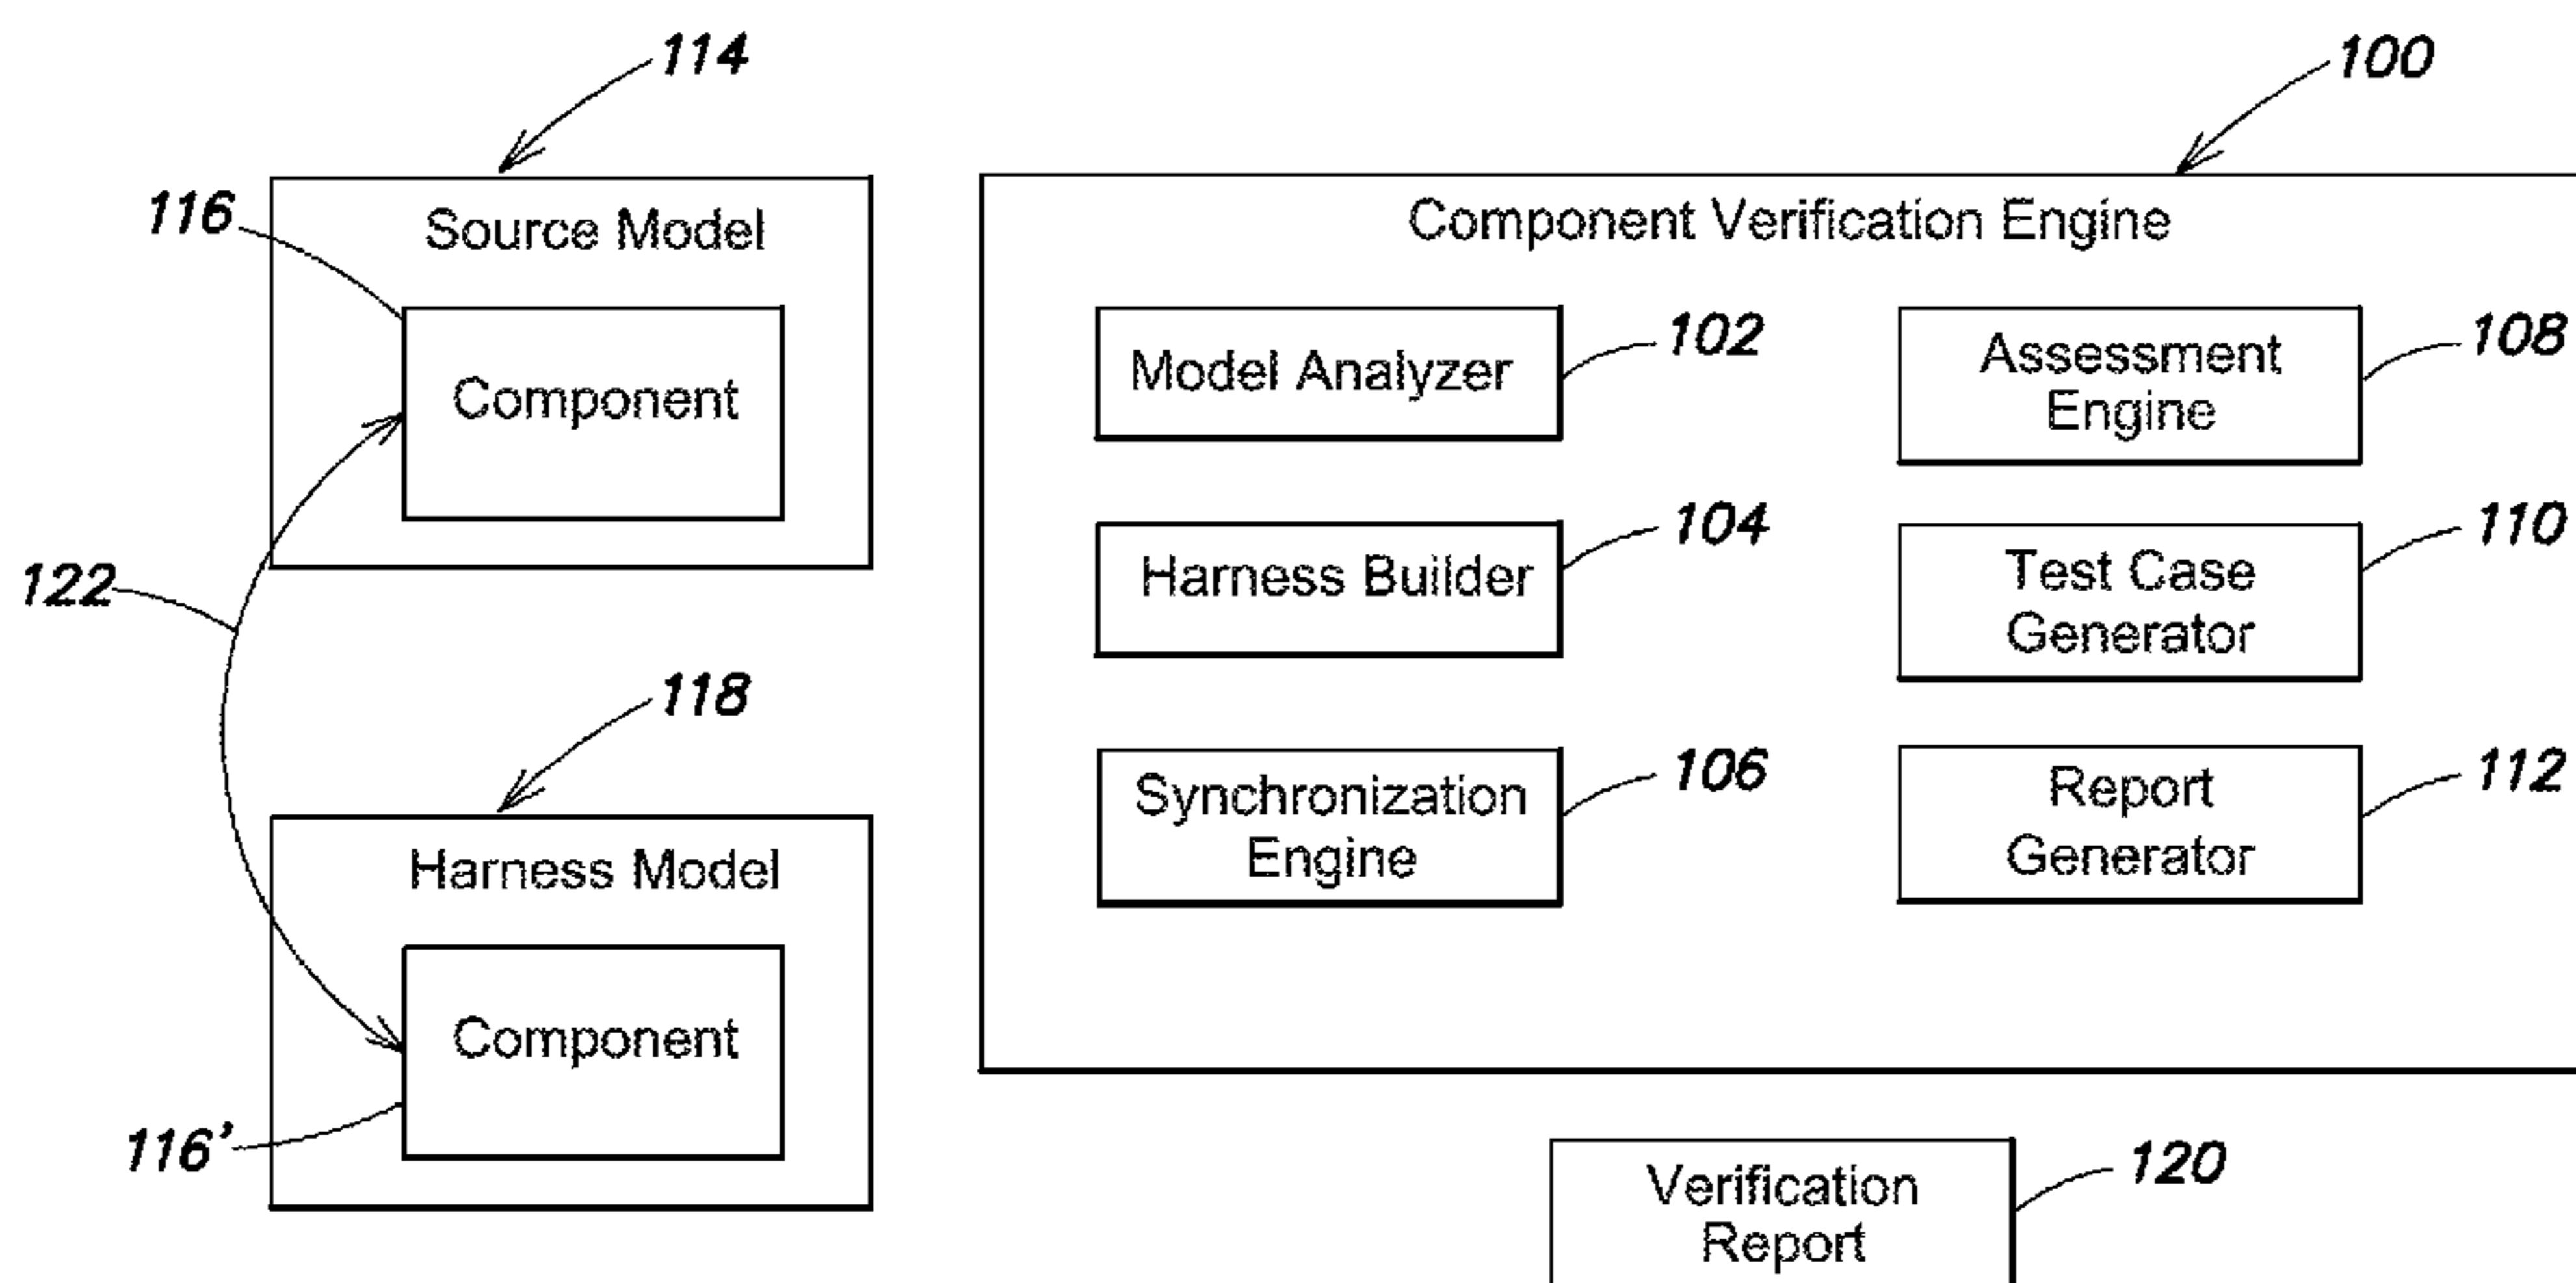 114
100
116
Source Model
Component
122
118
Harness Model
Component
116’
Component Verification Engine
Model Analyzer
102
Assessment
Engine
108
Harness Builder
104
Test Case
Generator
110
Synchronization
Engine
106
Report
Generator
112
Verification
Report
120